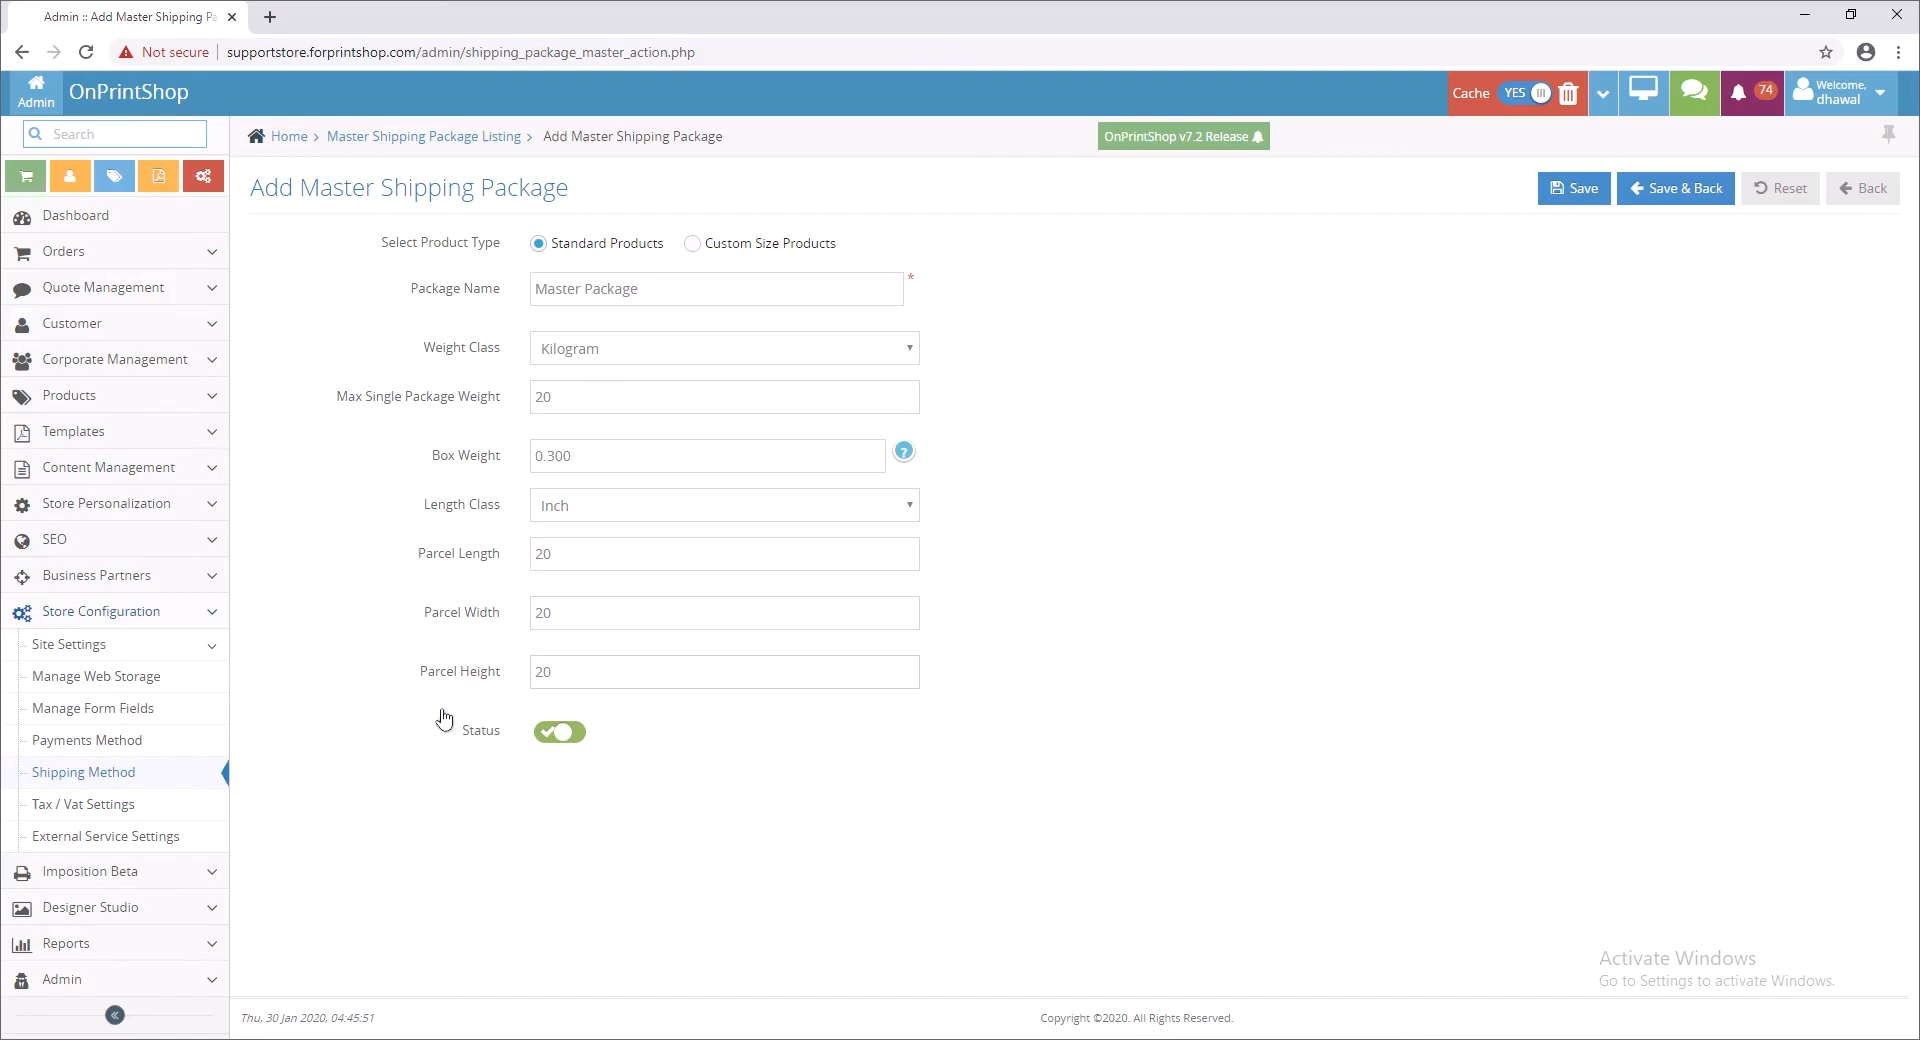 Admin :: Add Master Shipping Pa
Not secure
supportstore.forprintshop.com/admin/shipping_package_master_action.php
Admin
OnPrintShop
Cache
YES
74
Welcome,
dhawal
Search
Home > Master Shipping Package Listing > Add Master Shipping Package
OnPrintShop v7.2 Release
Add Master Shipping Package
Save
Save & Back
Reset
Back
Dashboard
Orders
Quote Management
Customer
Corporate Management
Products
Templates
Content Management
Store Personalization
SEO
Business Partners
Store Configuration
Site Settings
Manage Web Storage
Manage Form Fields
Payments Method
Shipping Method
Tax / Vat Settings
External Service Settings
Imposition Beta
Designer Studio
Reports
Admin
Select Product Type
Standard Products
Custom Size Products
Package Name
Master Package
*
Weight Class
Kilogram
Max Single Package Weight
20
Box Weight
0.300
?
Length Class
Inch
Parcel Length
20
Parcel Width
20
Parcel Height
20
Status
Activate Windows
Go to Settings to activate Windows.
Thu, 30 Jan 2020, 04:45:51
Copyright ©2020. All Rights Reserved.